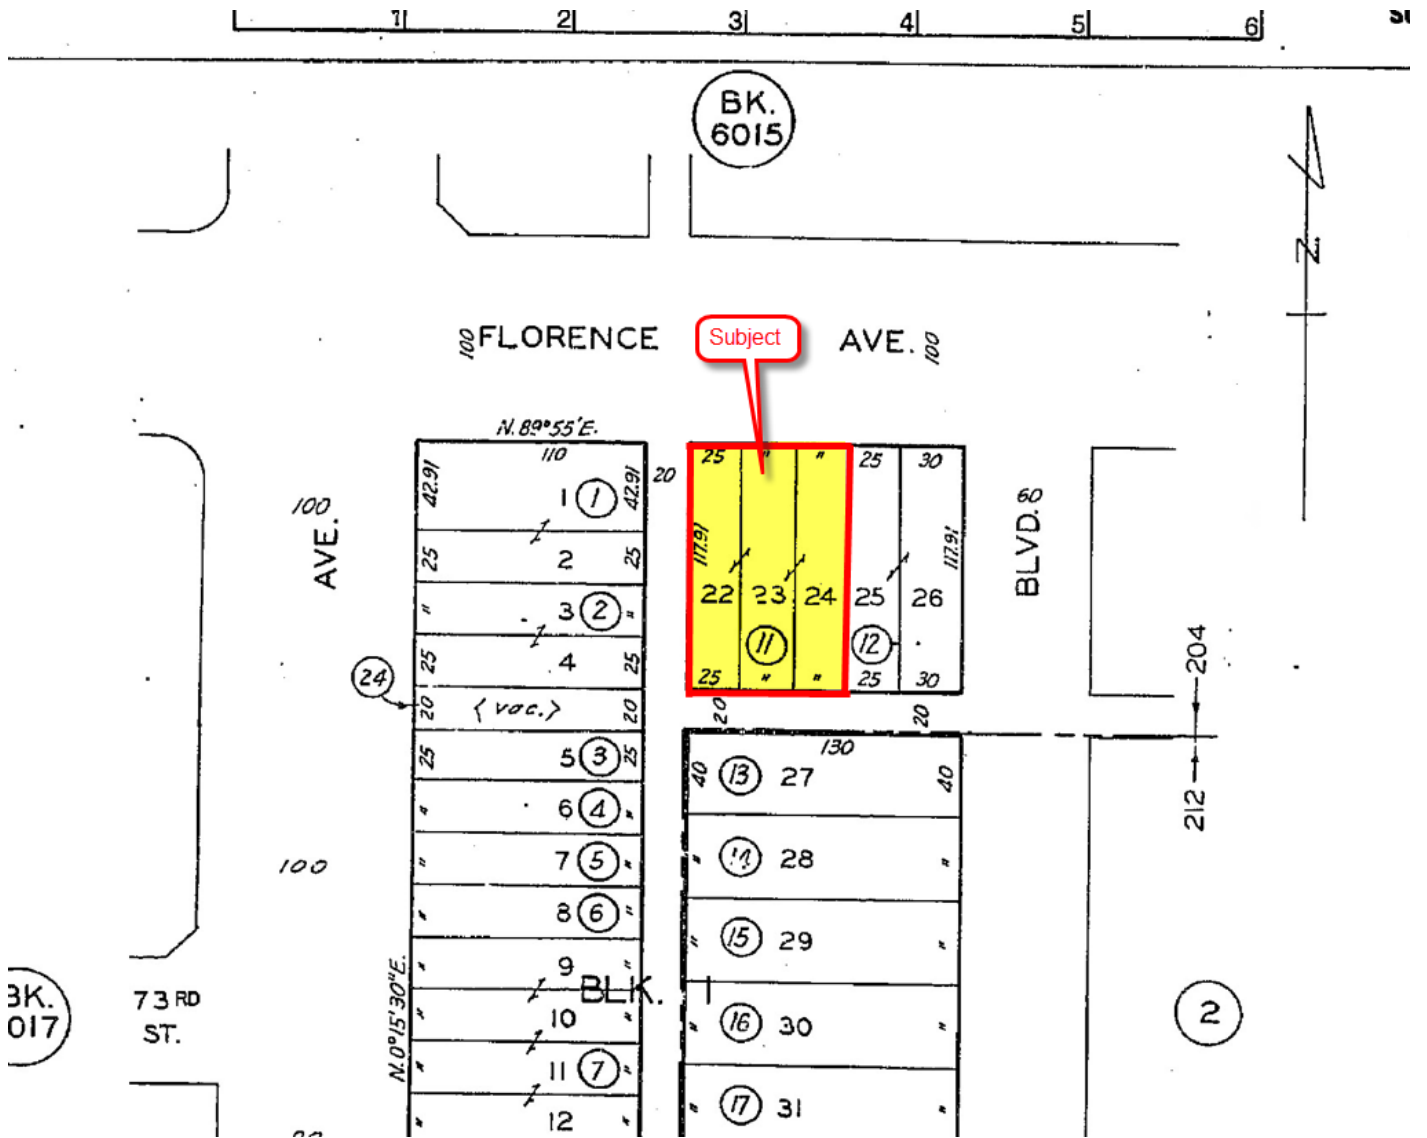 1 2 3 4 5 6
BK.
6015
FLORENCE AVE.
100 100
Subject
N. 89°55'E.
110
42.91 1 1 42.91
20
25 " " 25 30
100
AVE.
60
BLVD.
117.91 117.91
25 2 25
22 23 24 25 26
" 3 2 "
11 12
25 4 25
25 " " 25 30
24
20 < vac. > 20
20 20
204
212
25 5 3 25
130
40 13 27 40
" 6 4 "
" 7 5 "
" 14 28 "
100
" 8 6 "
" 15 29 "
" 9 "
N. 0°15'30"E.
BLK. 1
BK.
017
73RD
ST.
" 10 "
" 16 30 "
2
" 11 7 "
" 17 31 "
" 12 "
N.